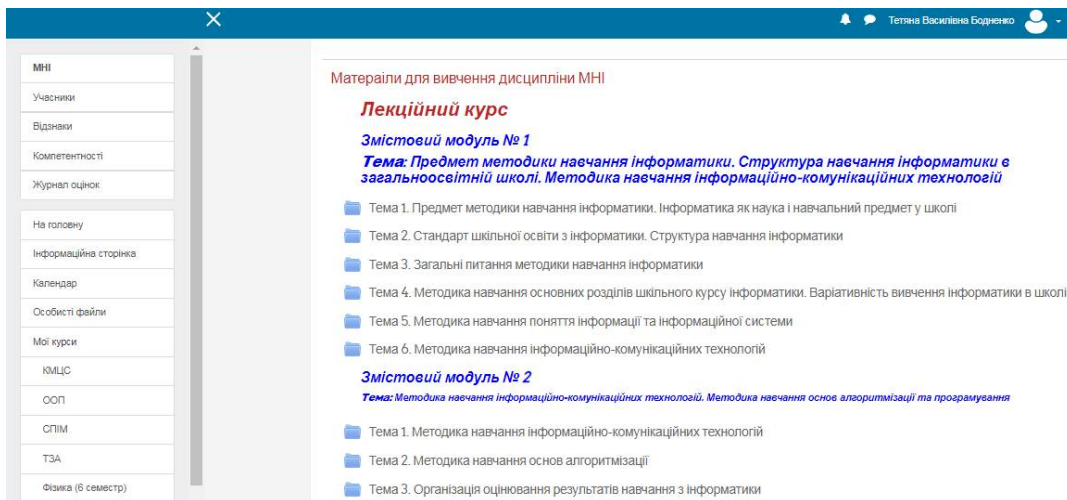 Тетяна Василівна Бодненко
МНІ
Учасники
Відзнаки
Компетентності
Журнал оцінок
На головну
Інформаційна сторінка
Календар
Особисті файли
Мої курси
КМЦС
ООП
СПІМ
ТЗА
Фізика (6 семестр)
Матераіли для вивчення дисципліни МНІ
Лекційний курс
Змістовий модуль № 1
Тема: Предмет методики навчання інформатики. Структура навчання інформатики в
загальноосвітній школі. Методика навчання інформаційно-комунікаційних технологій
Тема 1. Предмет методики навчання інформатики. Інформатика як наука і навчальний предмет у школі
Тема 2. Стандарт шкільної освіти з інформатики. Структура навчання інформатики
Тема 3. Загальні питання методики навчання інформатики
Тема 4. Методика навчання основних розділів шкільного курсу інформатики. Варіативність вивчення інформатики в школі
Тема 5. Методика навчання поняття інформації та інформаційної системи
Тема 6. Методика навчання інформаційно-комунікаційних технологій
Змістовий модуль № 2
Тема: Методика навчання інформаційно-комунікаційних технологій. Методика навчання основ алгоритмізації та програмування
Тема 1. Методика навчання інформаційно-комунікаційних технологій
Тема 2. Методика навчання основ алгоритмізації
Тема 3. Організація оцінювання результатів навчання з інформатики